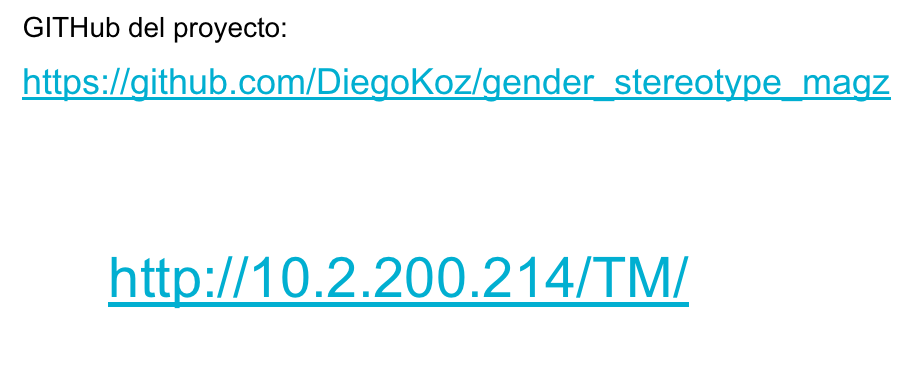 GITHub del proyecto:
https://github.com/DiegoKoz/gender_stereotype_magz
http://10.2.200.214/TM/